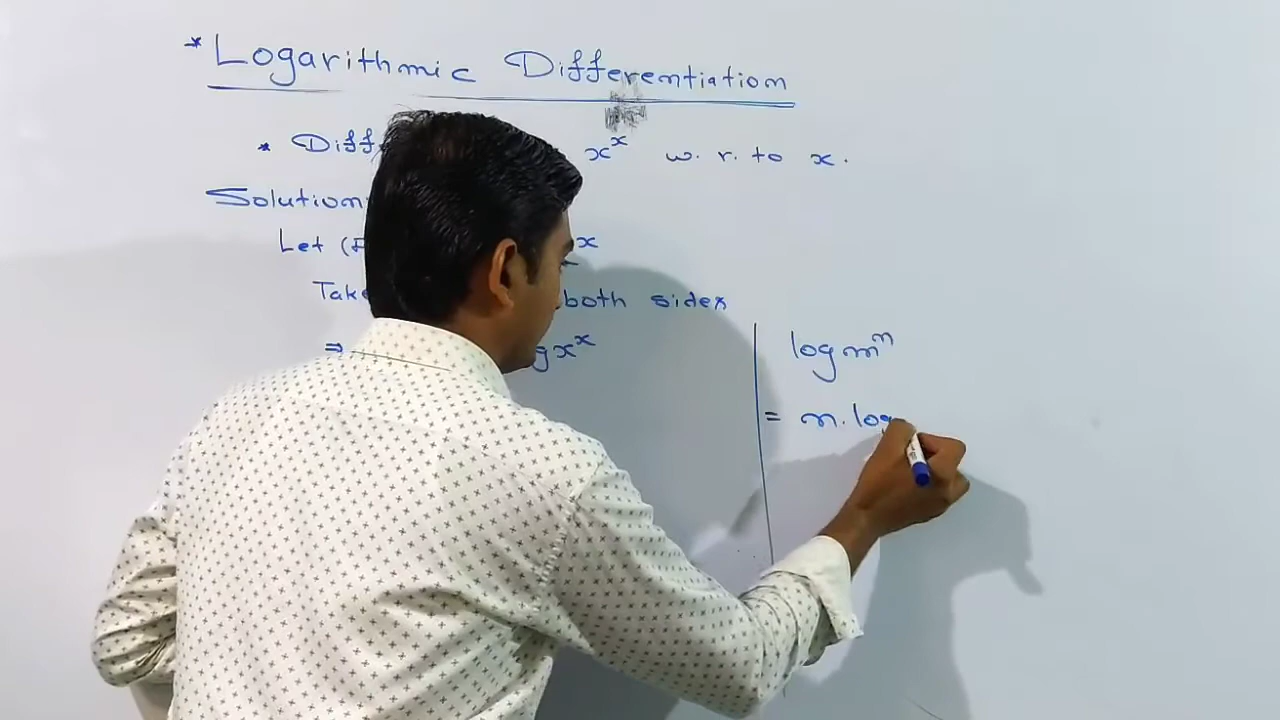 * Logarithmic Differentiation
* Diff x^x w. r. to x.
Solution
Let x
Take both sides
⇒ x^x
log m^n
= n. log